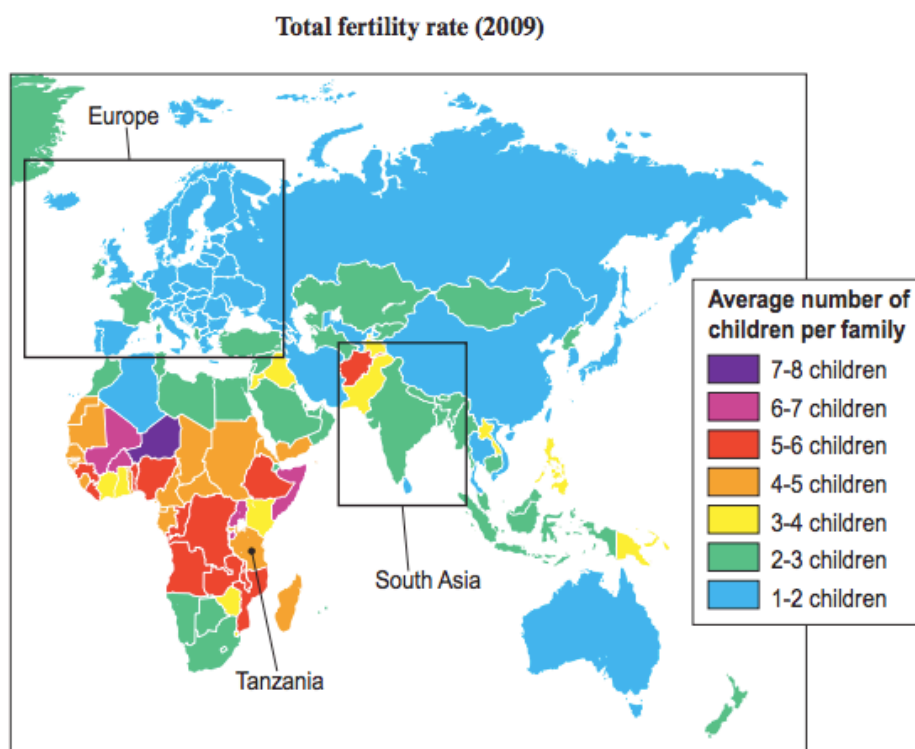 Total fertility rate (2009)
Europe
South Asia
Tanzania
Average number of
children per family
7-8 children
6-7 children
5-6 children
4-5 children
3-4 children
2-3 children
1-2 children